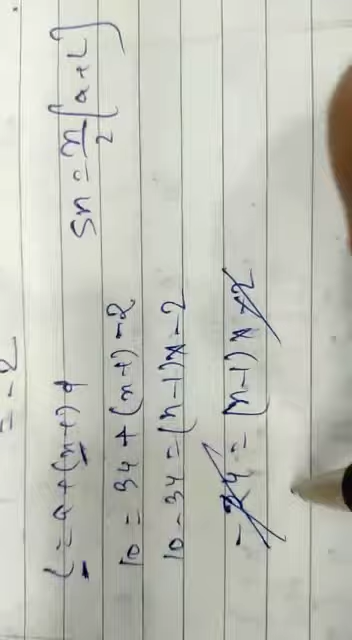 = -2
l = a + (n-1) d
Sn = n/2 [a+L]
10 = 34 + (n-1) -2
10 - 34 = (n-1) x -2
-24 = (n-1) x -2